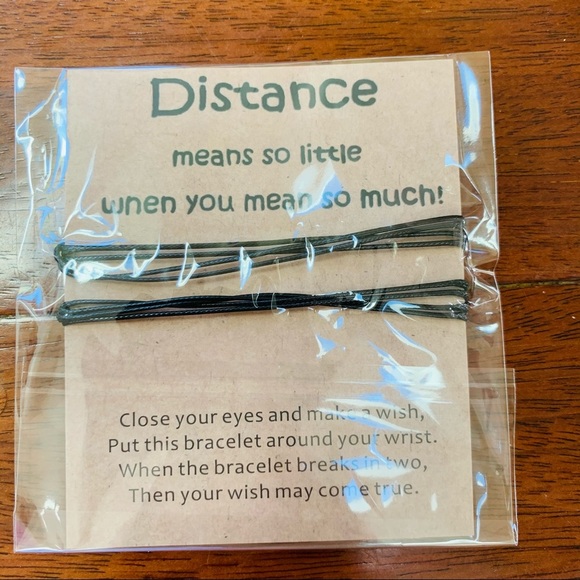 Distance
means so little
when you mean so much!
Close your eyes and make a wish,
Put this bracelet around your wrist.
When the bracelet breaks in two,
Then your wish may come true.